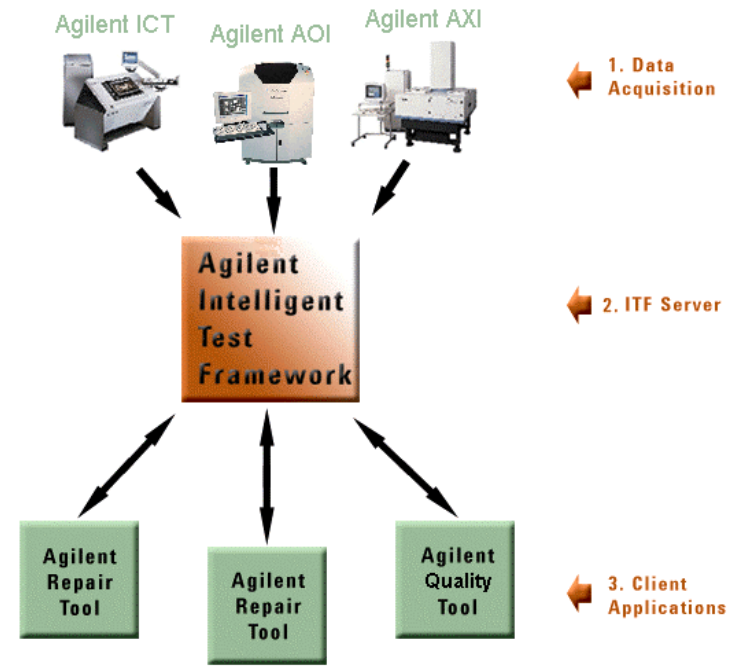 Agilent ICT
Agilent AOI
Agilent AXI
1. Data
Acquisition
Agilent
Intelligent
Test
Framework
2. ITF Server
Agilent
Repair
Tool
Agilent
Repair
Tool
Agilent
Quality
Tool
3. Client
Applications